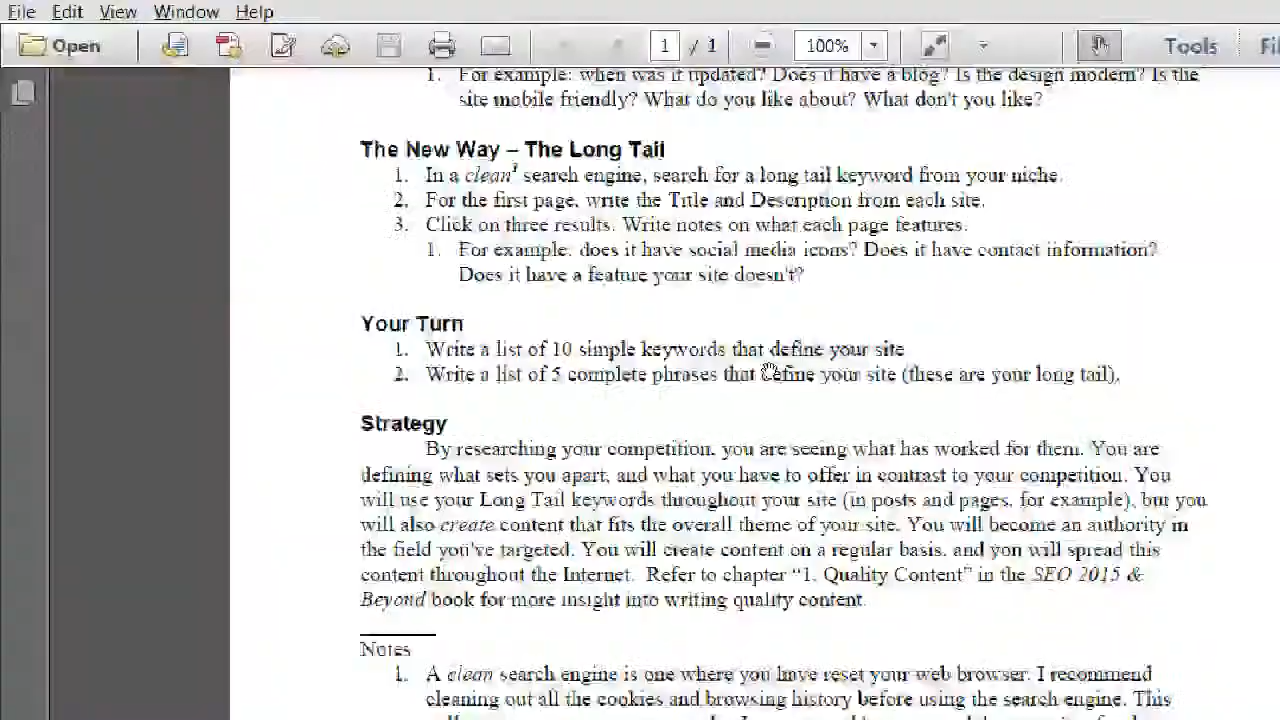 File Edit View Window Help
Open 1 / 1 100% Tools
1. For example: when was it updated? Does it have a blog? Is the design modern? Is the
site mobile friendly? What do you like about? What don't you like?
The New Way – The Long Tail
1. In a clean¹ search engine, search for a long tail keyword from your niche.
2. For the first page, write the Title and Description from each site.
3. Click on three results. Write notes on what each page features.
1. For example: does it have social media icons? Does it have contact information?
Does it have a feature your site doesn't?
Your Turn
1. Write a list of 10 simple keywords that define your site
2. Write a list of 5 complete phrases that define your site (these are your long tail).
Strategy
By researching your competition, you are seeing what has worked for them. You are
defining what sets you apart, and what you have to offer in contrast to your competition. You
will use your Long Tail keywords throughout your site (in posts and pages, for example), but you
will also create content that fits the overall theme of your site. You will become an authority in
the field you've targeted. You will create content on a regular basis, and you will spread this
content throughout the Internet. Refer to chapter “1. Quality Content” in the SEO 2015 &
Beyond book for more insight into writing quality content.
Notes
1. A clean search engine is one where you have reset your web browser. I recommend
cleaning out all the cookies and browsing history before using the search engine. This